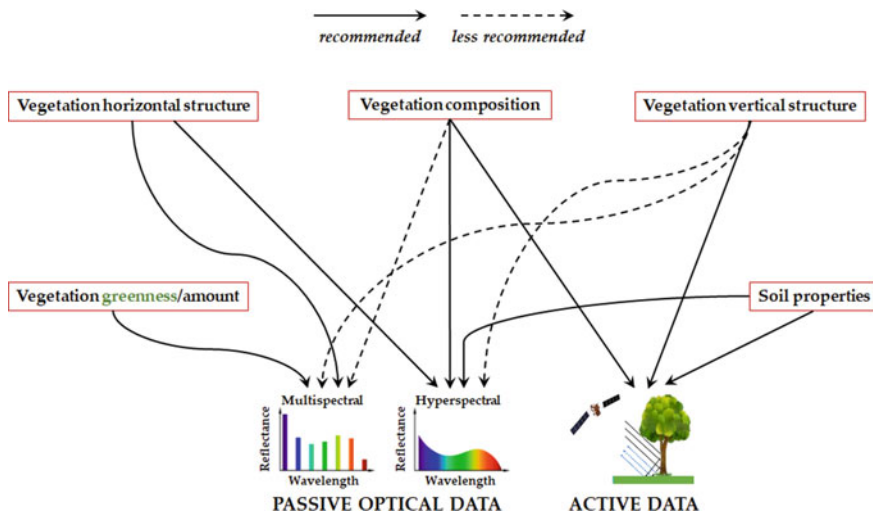 recommended less recommended
Vegetation horizontal structure
Vegetation composition
Vegetation vertical structure
Vegetation greenness/amount
Soil properties
Multispectral
Reflectance
Wavelength
Hyperspectral
Reflectance
Wavelength
PASSIVE OPTICAL DATA
ACTIVE DATA